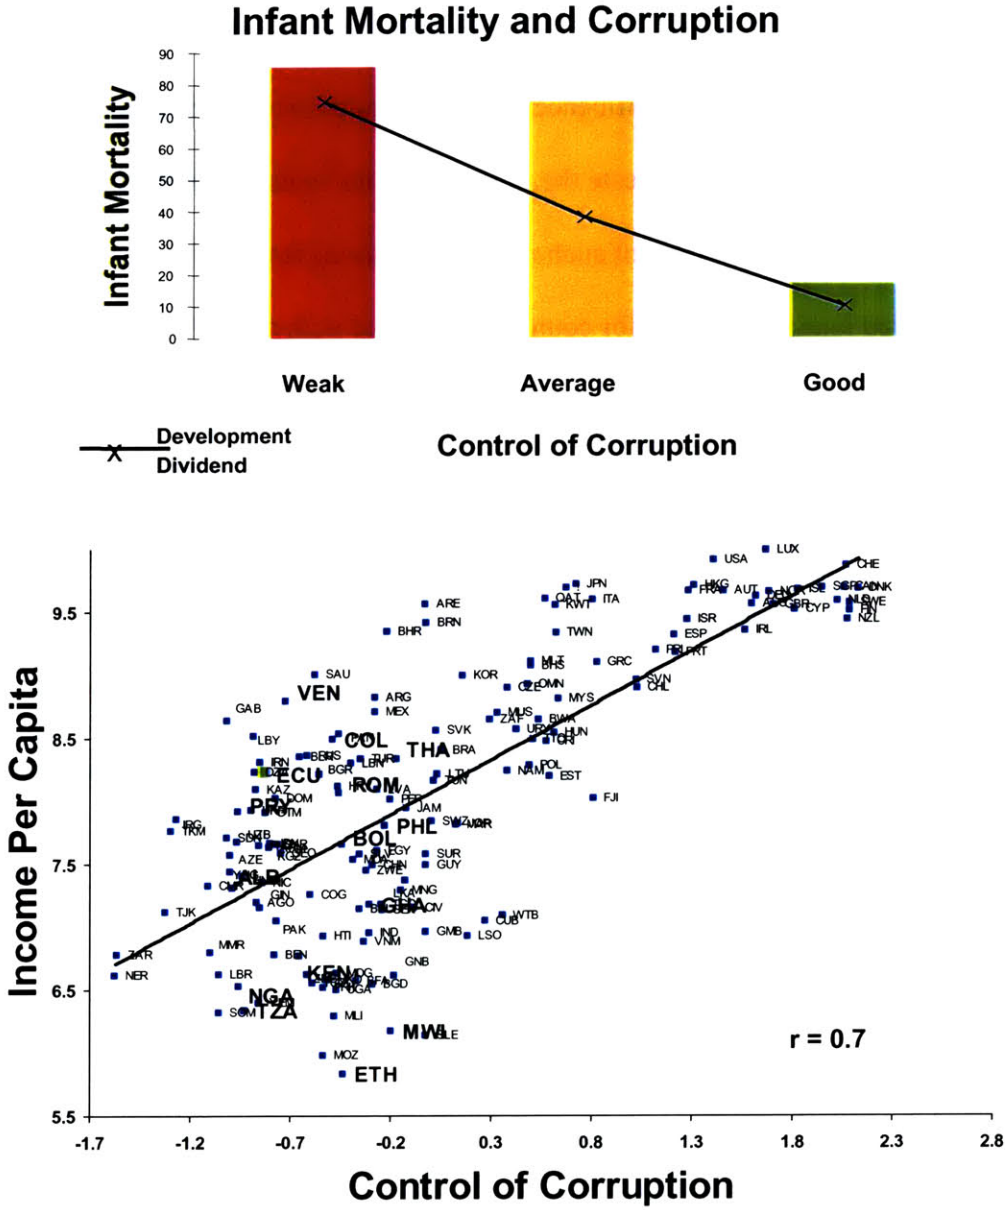 Infant Mortality and Corruption
Infant Mortality
90
80
70
60
50
40
30
20
10
0
Weak Average Good
Development
Dividend
Control of Corruption
Income Per Capita
9.5
8.5
7.5
6.5
5.5
LUX
USA
CHE
JPN
HKG
FRA
AUT
DNK
QAT
ITA
ARE
KWT
CYP
BRN
ISR
NZL
BHR
TWN
ESP
IRL
PRT
MLT
BHS
GRC
SAU
KOR
SVN
CHL
CZE
OMN
VEN
ARG
MYS
GAB
MEX
MUS
ZAF
BWA
LBY
SVK
HUN
COL
THA
BRA
IRN
BGR
ECU
POL
NAM
EST
KAZ
ROM
DOM
FJI
PRY
JAM
SWZ
PHL
TKM
BOL
EGY
SUR
AZE
CHN
GUY
ZWE
MNG
GIN
COG
TJK
AGO
GHA
CIV
WTB
CUB
PAK
HTI
IND
VNM
GMB
LSO
ZAR
MMR
BEN
GNB
NER
LBR
KEN
MDG
UGA
BGD
NGA
TZA
SOM
MLI
MWI
SLE
MOZ
ETH
r = 0.7
-1.7 -1.2 -0.7 -0.2 0.3 0.8 1.3 1.8 2.3 2.8
Control of Corruption